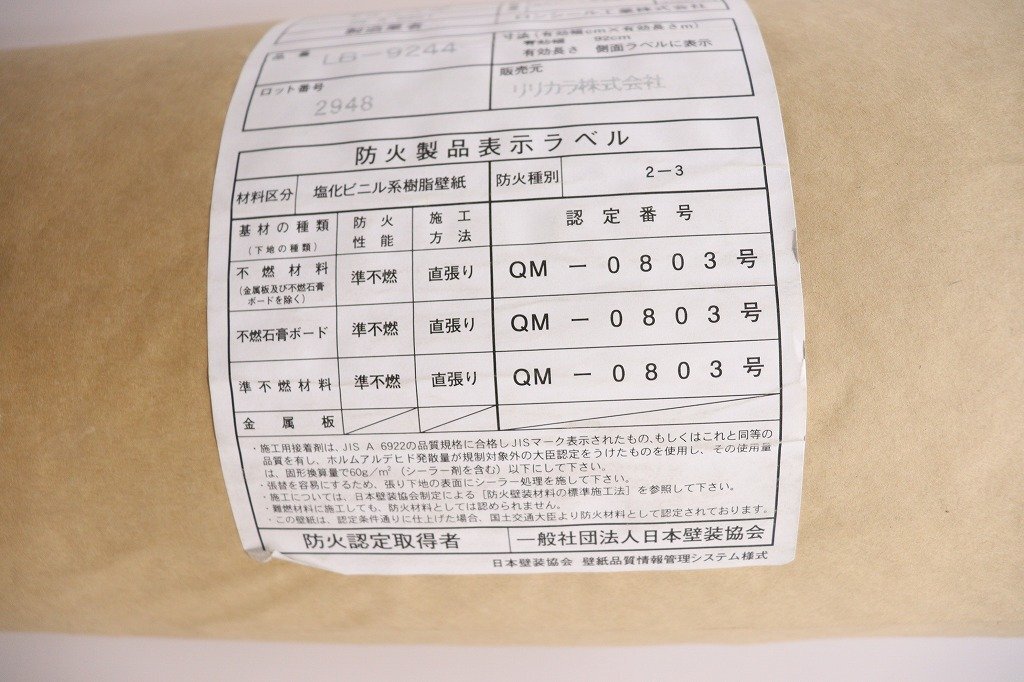 製造業者
ロンシール工業株式会社
品番 LB-9244
寸法(有効幅cm×有効長さm)
有効幅 92cm
有効長さ 側面ラベルに表示
ロット番号 2948
販売元
リリカラ株式会社
防火製品表示ラベル
材料区分 塩化ビニル系樹脂壁紙 防火種別 2-3
基材の種類(下地の種類) 防火性能 施工方法 認定番号
不燃材料(金属板及び不燃石膏ボードを除く) 準不燃 直張り QM-0803号
不燃石膏ボード 準不燃 直張り QM-0803号
準不燃材料 準不燃 直張り QM-0803号
金属板
・施工用接着剤は、JIS A 6922の品質規格に合格しJISマーク表示されたもの、もしくはこれと同等の
品質を有し、ホルムアルデヒド発散量が規制対象外の大臣認定をうけたものを使用し、その使用量
は、固形換算量で60g/m²(シーラー剤を含む)以下にして下さい。
・張替を容易にするため、張り下地の表面にシーラー処理を施して下さい。
・施工については、日本壁装協会制定による[防火壁装材料の標準施工法]を参照して下さい。
・難燃材料に施工しても、防火材料としては認められません。
・この壁紙は、認定条件通りに仕上げた場合、国土交通大臣より防火材料として認定されております。
防火認定取得者 一般社団法人日本壁装協会
日本壁装協会 壁紙品質情報管理システム様式